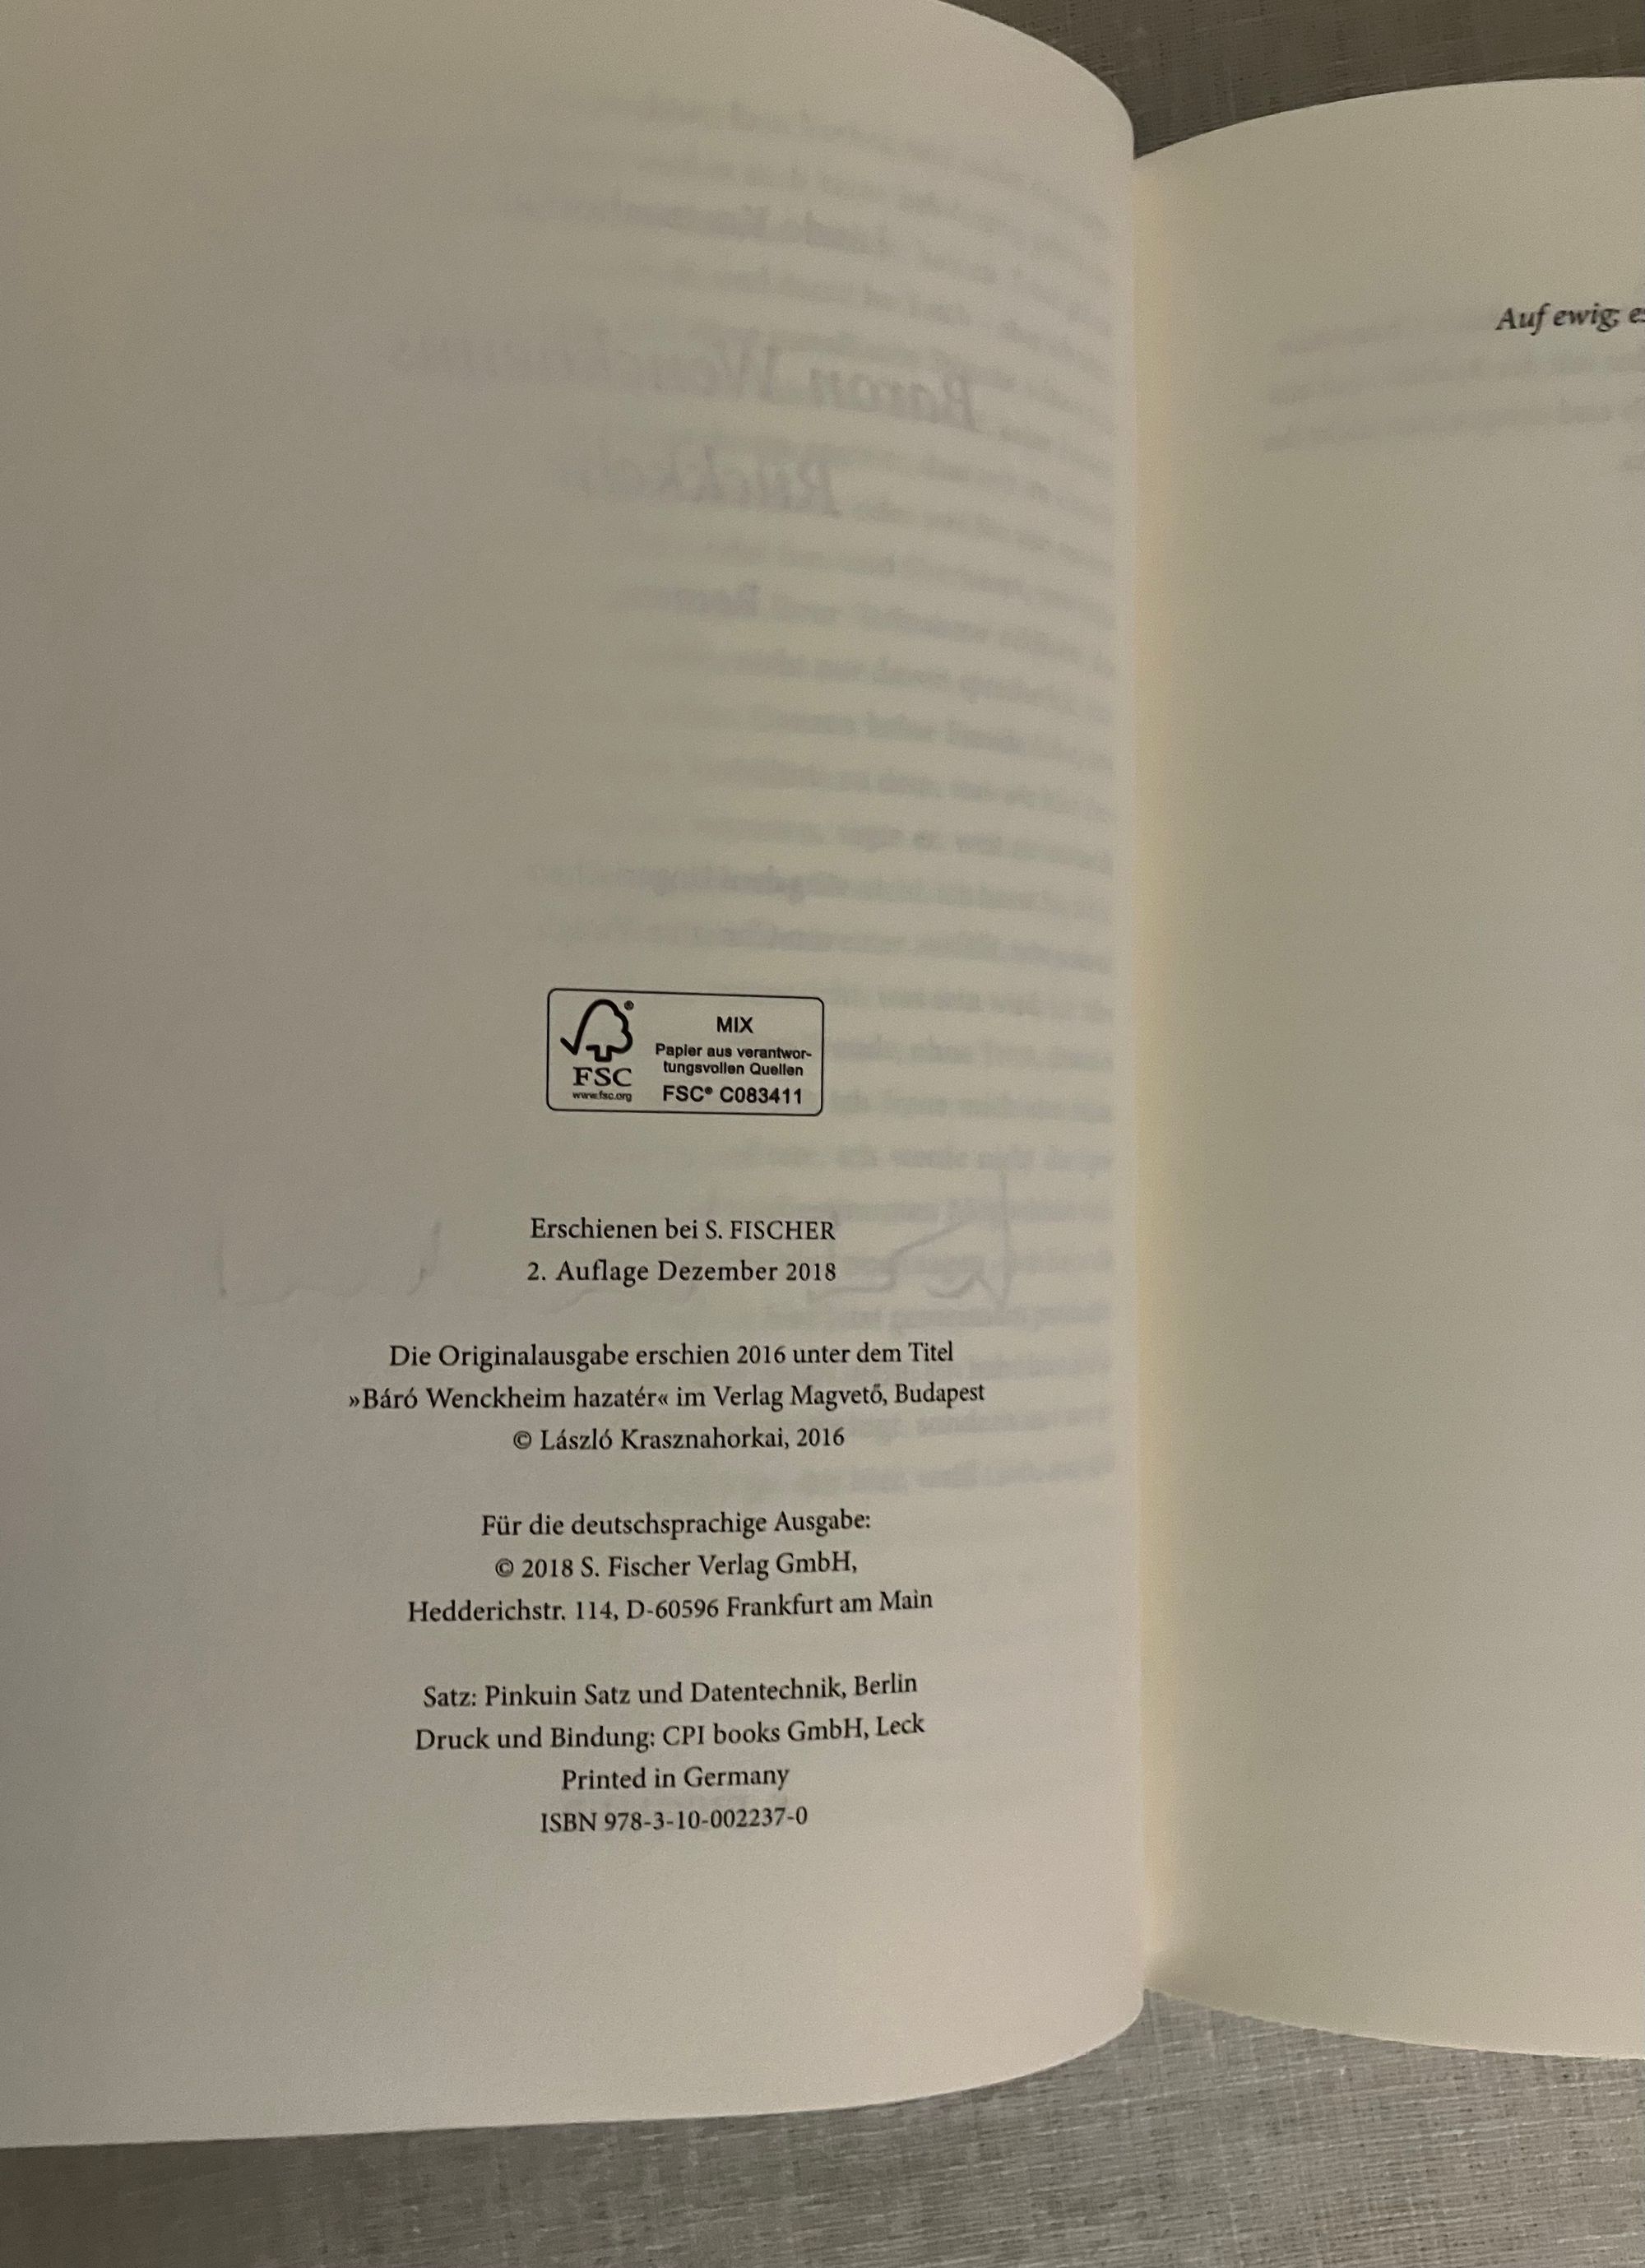 MIX
Papier aus verantwor-
tungsvollen Quellen
FSC® C083411
FSC
www.fsc.org
Erschienen bei S. FISCHER
2. Auflage Dezember 2018
Die Originalausgabe erschien 2016 unter dem Titel
»Báró Wenckheim hazatér« im Verlag Magvető, Budapest
© László Krasznahorkai, 2016
Für die deutschsprachige Ausgabe:
© 2018 S. Fischer Verlag GmbH,
Hedderichstr. 114, D-60596 Frankfurt am Main
Satz: Pinkuin Satz und Datentechnik, Berlin
Druck und Bindung: CPI books GmbH, Leck
Printed in Germany
ISBN 978-3-10-002237-0
Auf ewig;